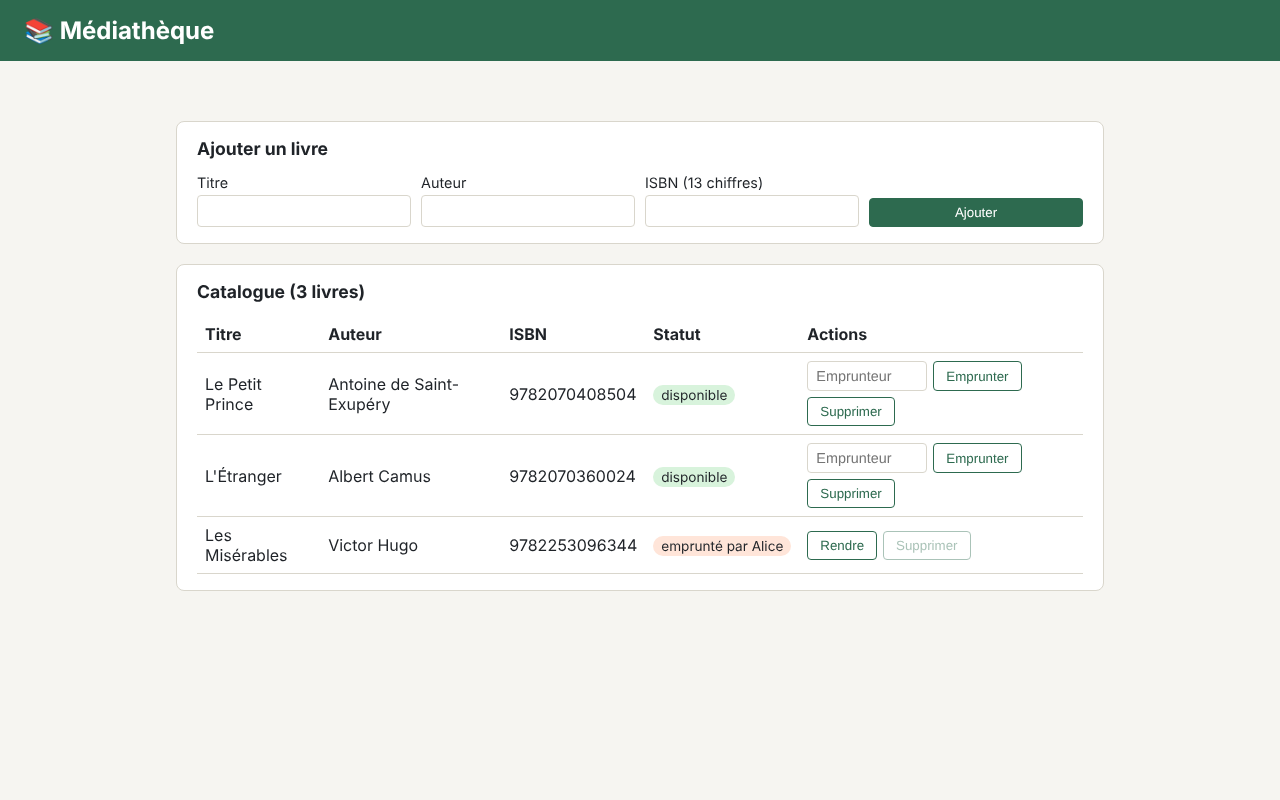 📚 Médiathèque
Ajouter un livre
Titre
Auteur
ISBN (13 chiffres)
Ajouter
Catalogue (3 livres)
Titre Auteur ISBN Statut Actions
Le Petit
Prince
Antoine de Saint-
Exupéry
9782070408504
disponible
Emprunteur
Emprunter
Supprimer
L'Étranger
Albert Camus
9782070360024
disponible
Emprunteur
Emprunter
Supprimer
Les
Misérables
Victor Hugo
9782253096344
emprunté par Alice
Rendre
Supprimer